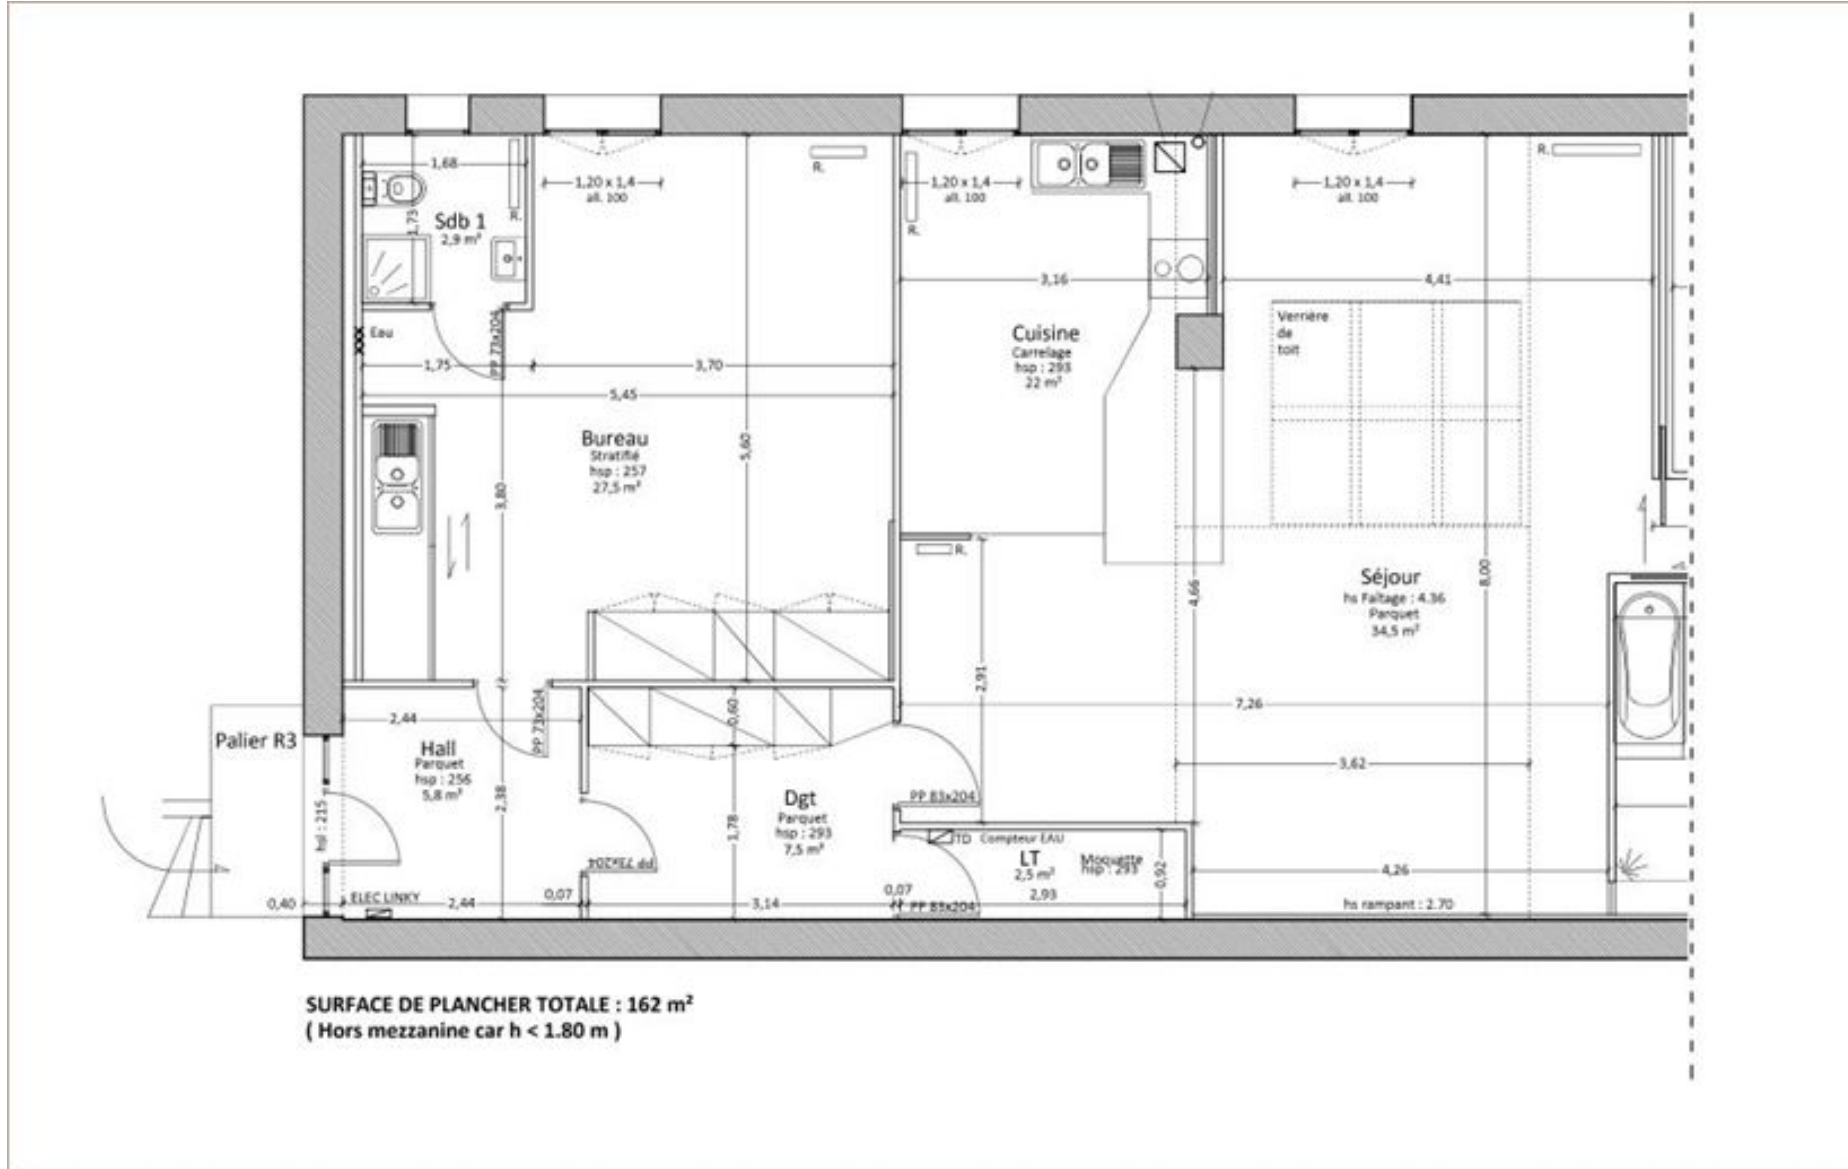 1,68
Sdb 1
2,9 m²
1,73
R.
1,20 x 1,4
all. 100
R.
1,20 x 1,4
all. 100
R.
1,20 x 1,4
all. 100
R.
Eau
PP 73x204
1,75
3,70
5,45
3,16
4,41
Verrière
de
toit
Cuisine
Carrelage
hsp : 293
22 m²
Bureau
Stratifié
hsp : 257
27,5 m²
5,60
3,80
R.
4,66
8,00
Séjour
hs Faîtage : 4.36
Parquet
34,5 m²
2,91
7,26
3,62
2,44
PP 73x204
0,60
Palier R3
Hall
Parquet
hsp : 256
5,8 m²
hsl : 215
2,38
PP 73x204
Dgt
Parquet
hsp : 293
7,5 m²
1,78
PP 83x204
TD Compteur EAU
LT
2,5 m²
Moquette
hsp : 293
0,92
2,93
4,26
hs rampant : 2.70
0,40
ELEC LINKY
2,44
0,07
3,14
0,07
PP 83x204
SURFACE DE PLANCHER TOTALE : 162 m²
( Hors mezzanine car h < 1.80 m )